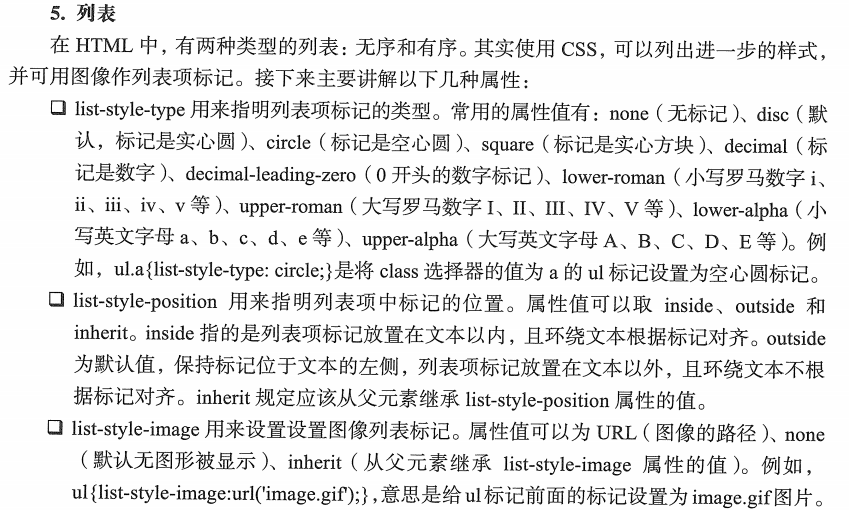 5. 列表
在 HTML 中，有两种类型的列表：无序和有序。其实使用 CSS，可以列出进一步的样式，
并可用图像作列表项标记。接下来主要讲解以下几种属性：
❑ list-style-type 用来指明列表项标记的类型。常用的属性值有：none（无标记）、disc（默
认，标记是实心圆）、circle（标记是空心圆）、square（标记是实心方块）、decimal（标
记是数字）、decimal-leading-zero（0 开头的数字标记）、lower-roman（小写罗马数字 i、
ii、iii、iv、v 等）、upper-roman（大写罗马数字 I、II、III、IV、V 等）、lower-alpha（小
写英文字母 a、b、c、d、e 等）、upper-alpha（大写英文字母 A、B、C、D、E 等）。例
如，ul.a{list-style-type: circle;}是将 class 选择器的值为 a 的 ul 标记设置为空心圆标记。
❑ list-style-position 用来指明列表项中标记的位置。属性值可以取 inside、outside 和
inherit。inside 指的是列表项标记放置在文本以内，且环绕文本根据标记对齐。outside
为默认值，保持标记位于文本的左侧，列表项标记放置在文本以外，且环绕文本不根
据标记对齐。inherit 规定应该从父元素继承 list-style-position 属性的值。
❑ list-style-image 用来设置设置图像列表标记。属性值可以为 URL（图像的路径）、none
（默认无图形被显示）、inherit（从父元素继承 list-style-image 属性的值）。例如，
ul{list-style-image:url('image.gif');}，意思是给 ul 标记前面的标记设置为 image.gif 图片。